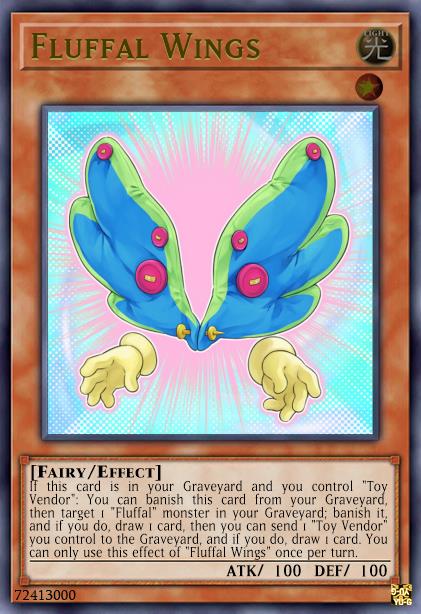 Fluffal Wings
LIGHT
光
[Fairy/Effect]
If this card is in your Graveyard and you control "Toy
Vendor": You can banish this card from your Graveyard,
then target 1 "Fluffal" monster in your Graveyard; banish it,
and if you do, draw 1 card, then you can send 1 "Toy Vendor"
you control to the Graveyard, and if you do, draw 1 card. You
can only use this effect of "Fluffal Wings" once per turn.
ATK/ 100 DEF/ 100
72413000